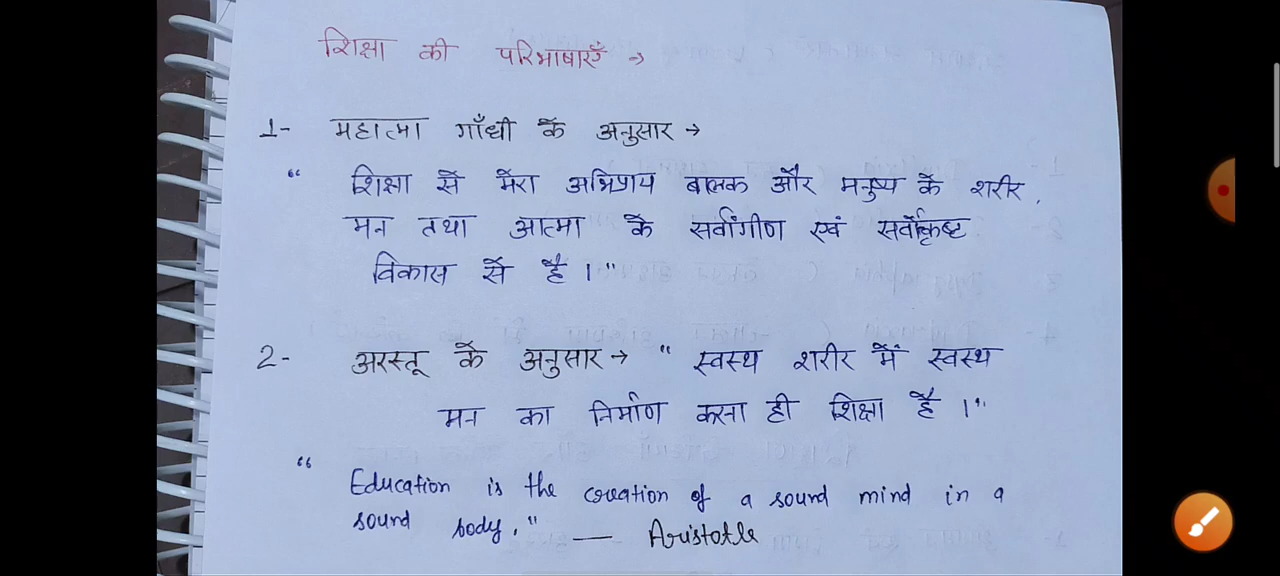 शिक्षा की परिभाषाएँ →
1- महात्मा गाँधी के अनुसार →
“ शिक्षा से मेरा अभिप्राय बालक और मनुष्य के शरीर,
मन तथा आत्मा के सर्वांगीण एवं सर्वोकृष्ट
विकास से है ।"
2- अरस्तू के अनुसार → “ स्वस्थ शरीर में स्वस्थ
मन का निर्माण करना ही शिक्षा है ।"
“ Education is the creation of a sound mind in a
sound body." — Aristotle